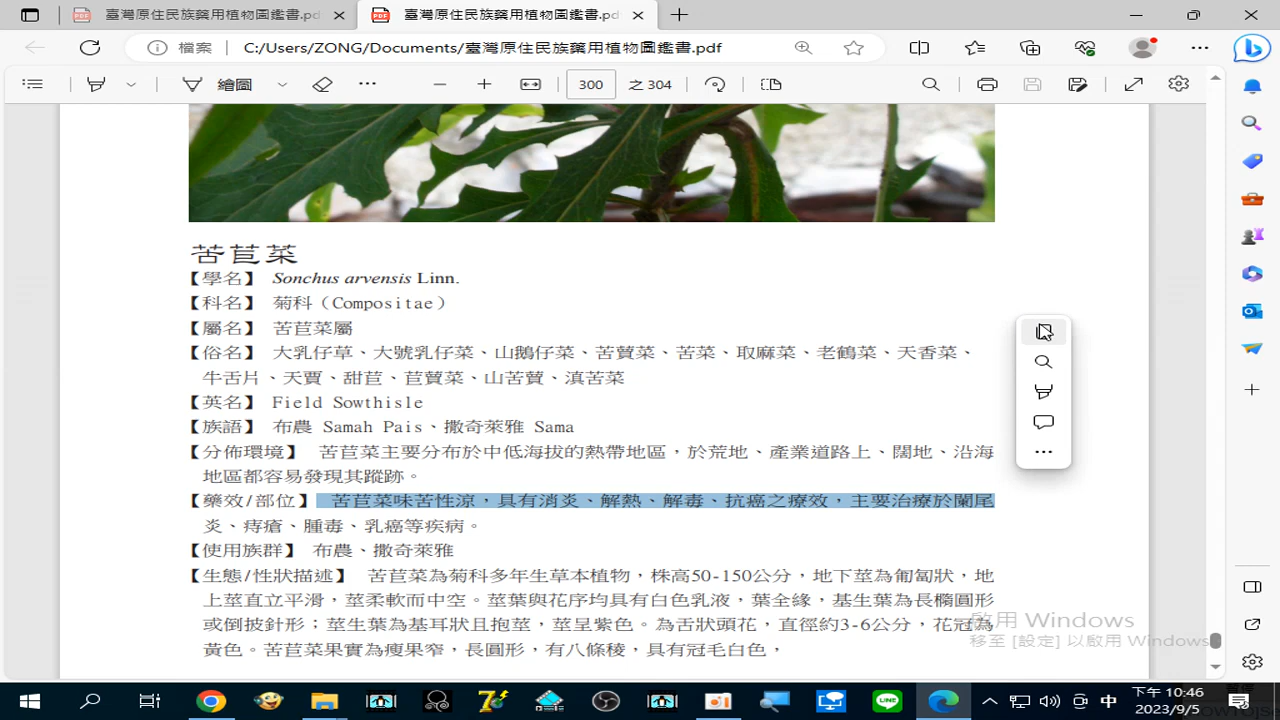 臺灣原住民族藥用植物圖鑑書.pd
臺灣原住民族藥用植物圖鑑書.pd
檔案
C:/Users/ZONG/Documents/臺灣原住民族藥用植物圖鑑書.pdf
繪圖
300
之 304
苦苣菜
【學名】 Sonchus arvensis Linn.
【科名】 菊科（Compositae）
【屬名】 苦苣菜屬
【俗名】 大乳仔草、大號乳仔菜、山鵝仔菜、苦蕒菜、苦菜、取麻菜、老鶴菜、天香菜、
牛舌片、天賈、甜苣、苣蕒菜、山苦蕒、滇苦菜
【英名】 Field Sowthisle
【族語】 布農 Samah Pais、撒奇萊雅 Sama
【分佈環境】 苦苣菜主要分布於中低海拔的熱帶地區，於荒地、產業道路上、闊地、沿海
地區都容易發現其蹤跡。
【藥效/部位】 苦苣菜味苦性涼，具有消炎、解熱、解毒、抗癌之療效，主要治療於闌尾
炎、痔瘡、腫毒、乳癌等疾病。
【使用族群】 布農、撒奇萊雅
【生態/性狀描述】 苦苣菜為菊科多年生草本植物，株高50-150公分，地下莖為匍匐狀，地
上莖直立平滑，莖柔軟而中空。莖葉與花序均具有白色乳液，葉全緣，基生葉為長橢圓形
或倒披針形；莖生葉為基耳狀且抱莖，莖呈紫色。為舌狀頭花，直徑約3-6公分，花冠為
黃色。苦苣菜果實為瘦果窄，長圓形，有八條稜，具有冠毛白色，
啟用 Windows
移至 [設定] 以啟用 Windows
中
下午 10:46
2023/9/5